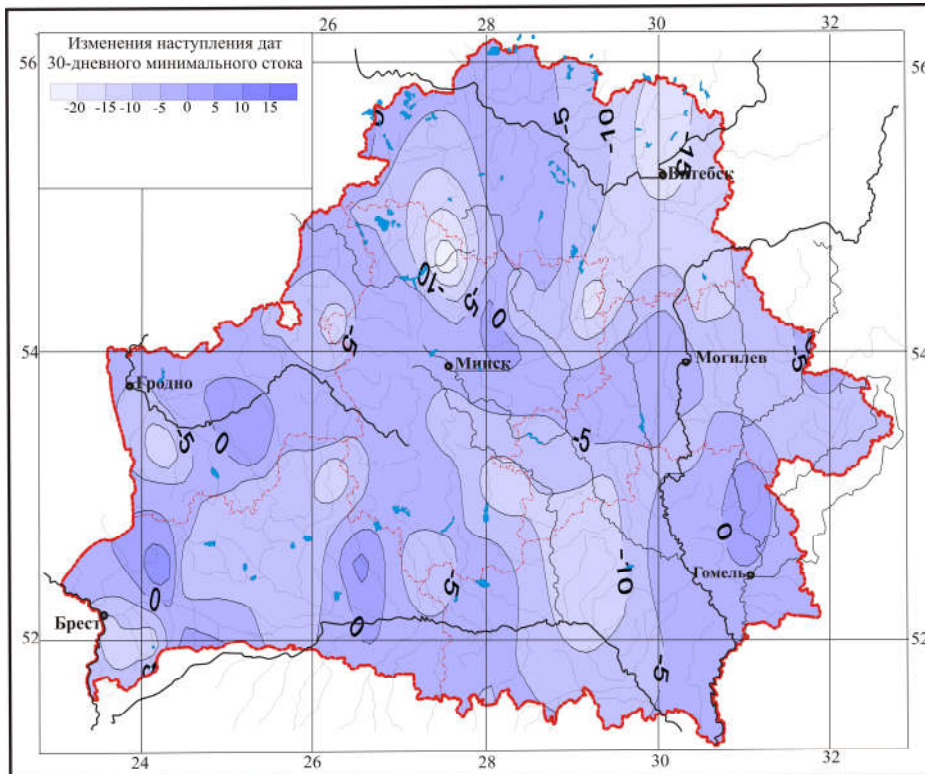 28 30 32
26
Изменения наступления дат
30-дневного минимального стока
-20 -15 -10 -5 0 5 10 15
56 56
-5 -10 -15
0
Витебск
-10 -5 0
-5
54 54
Минск Могилев -5
Гродно
-5 0 -5
0
-5 -10
Гомель
0 0
Брест
52 52
-5
24 26 28 30 32